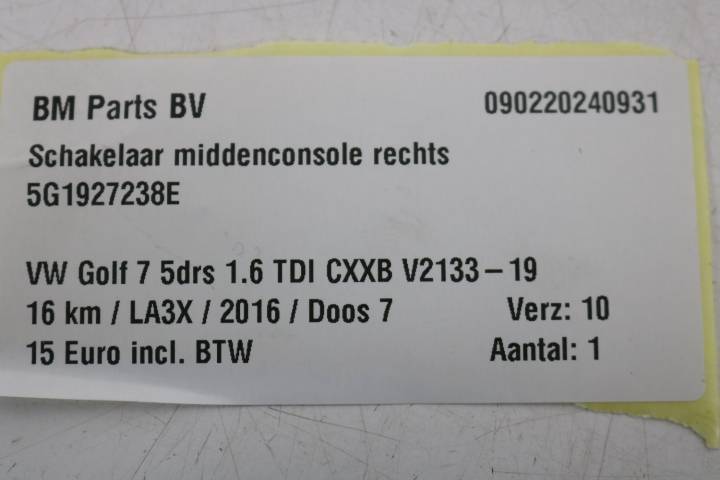 BM Parts BV 090220240931
Schakelaar middenconsole rechts
5G1927238E
VW Golf 7 5drs 1.6 TDI CXXB V2133-19
16 km / LA3X / 2016 / Doos 7 Verz: 10
15 Euro incl. BTW Aantal: 1